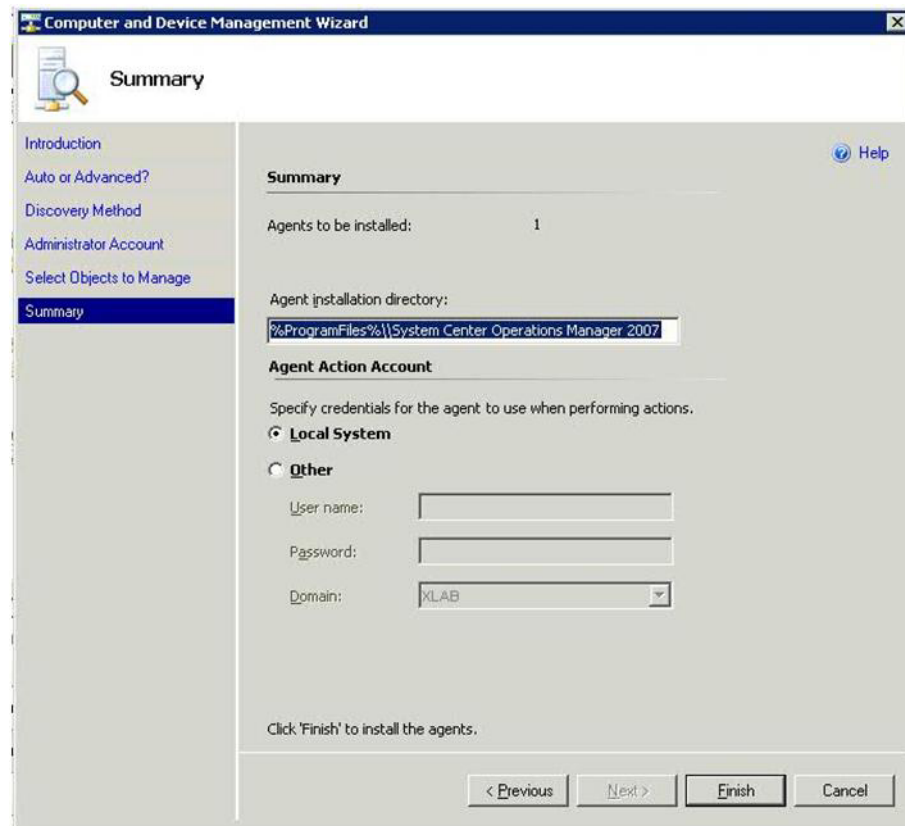 Computer and Device Management Wizard
Summary
Introduction
Auto or Advanced?
Discovery Method
Administrator Account
Select Objects to Manage
Summary
Help
Summary
Agents to be installed: 1
Agent installation directory:
%ProgramFiles%\\System Center Operations Manager 2007
Agent Action Account
Specify credentials for the agent to use when performing actions.
Local System
Other
User name:
Password:
Domain: XLAB
Click 'Finish' to install the agents.
< Previous Next > Finish Cancel